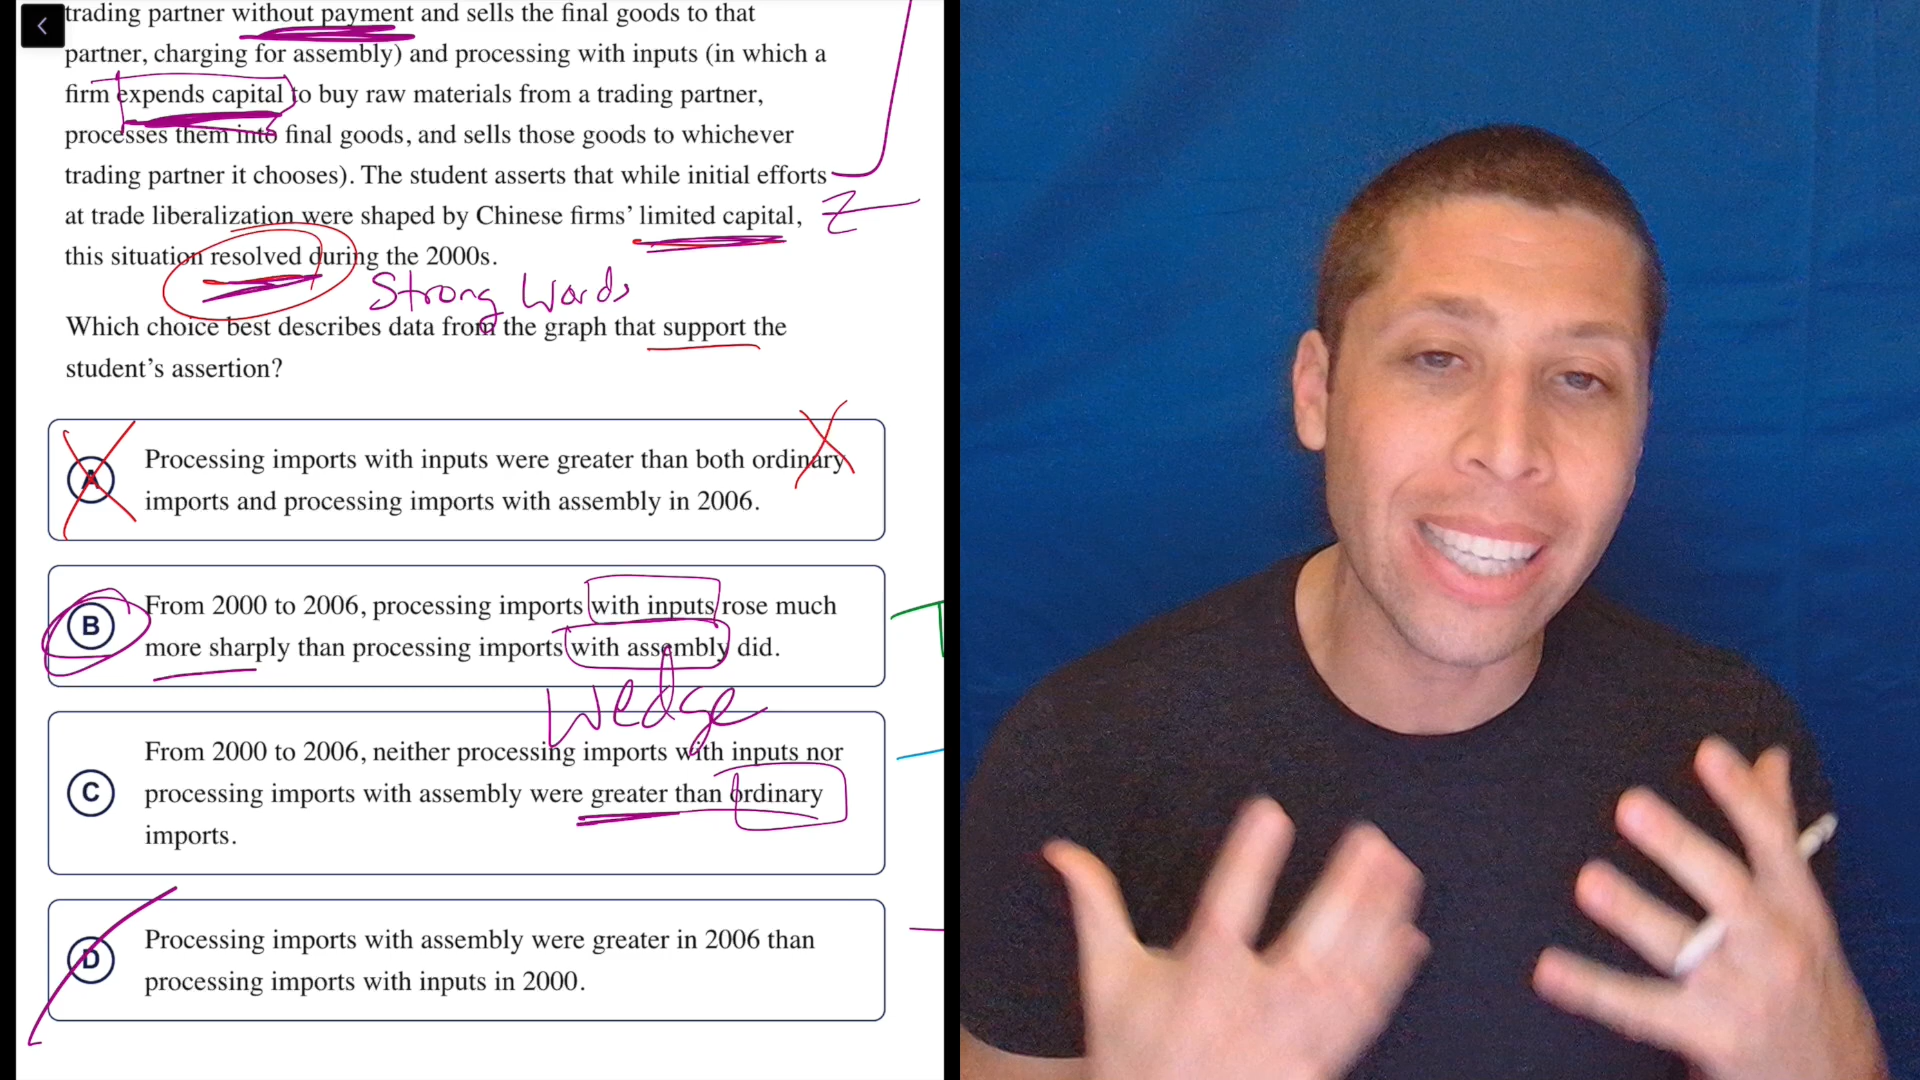 trading partner without payment and sells the final goods to that
partner, charging for assembly) and processing with inputs (in which a
firm expends capital to buy raw materials from a trading partner,
processes them into final goods, and sells those goods to whichever
trading partner it chooses). The student asserts that while initial efforts
at trade liberalization were shaped by Chinese firms’ limited capital,
this situation resolved during the 2000s.
Strong Words
Which choice best describes data from the graph that support the
student’s assertion?
A
Processing imports with inputs were greater than both ordinary
imports and processing imports with assembly in 2006.
B
From 2000 to 2006, processing imports with inputs rose much
more sharply than processing imports with assembly did.
Wedge
C
From 2000 to 2006, neither processing imports with inputs nor
processing imports with assembly were greater than ordinary
imports.
D
Processing imports with assembly were greater in 2006 than
processing imports with inputs in 2000.